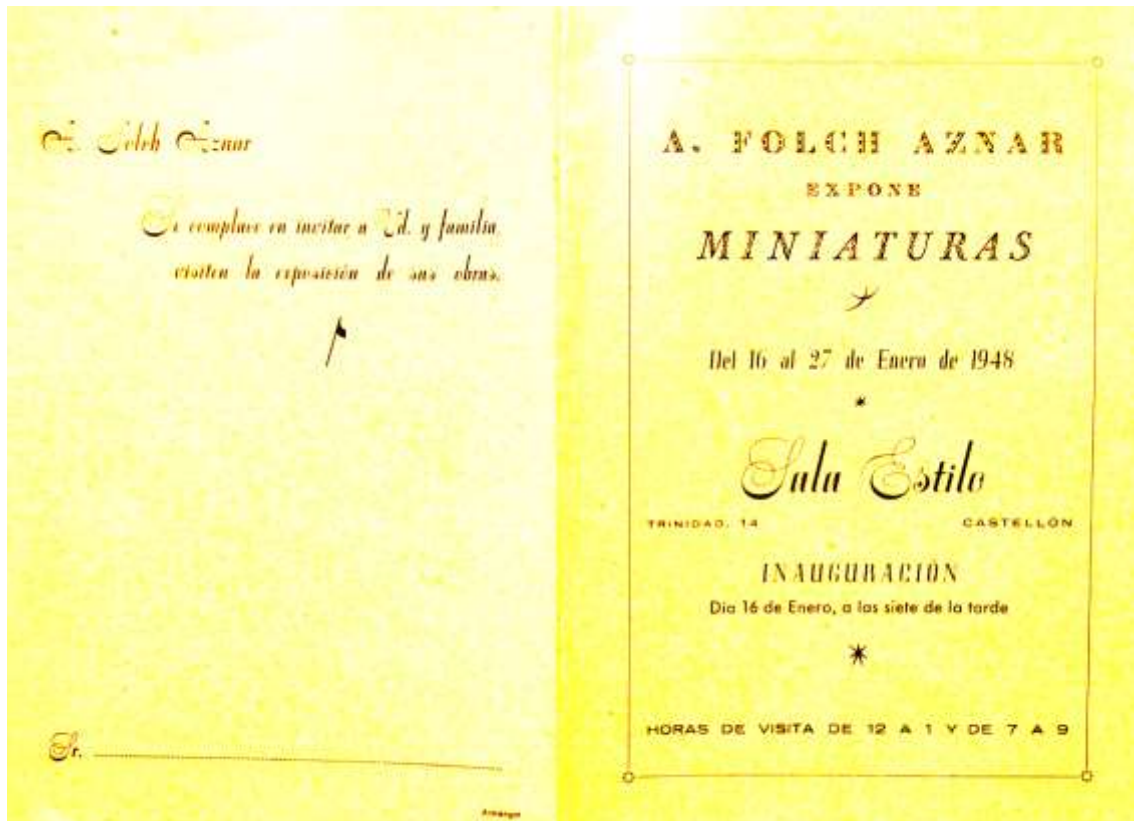 A. Folch Aznar
Se complace en invitar a Vd. y familia,
visiten la exposición de sus obras.
Sr.
Armengot
A. FOLCH AZNAR
EXPONE
MINIATURAS
Del 16 al 27 de Enero de 1948
Sala Estilo
TRINIDAD, 14 CASTELLÓN
INAUGURACIÓN
Dia 16 de Enero, a las siete de la tarde
HORAS DE VISITA DE 12 A 1 Y DE 7 A 9